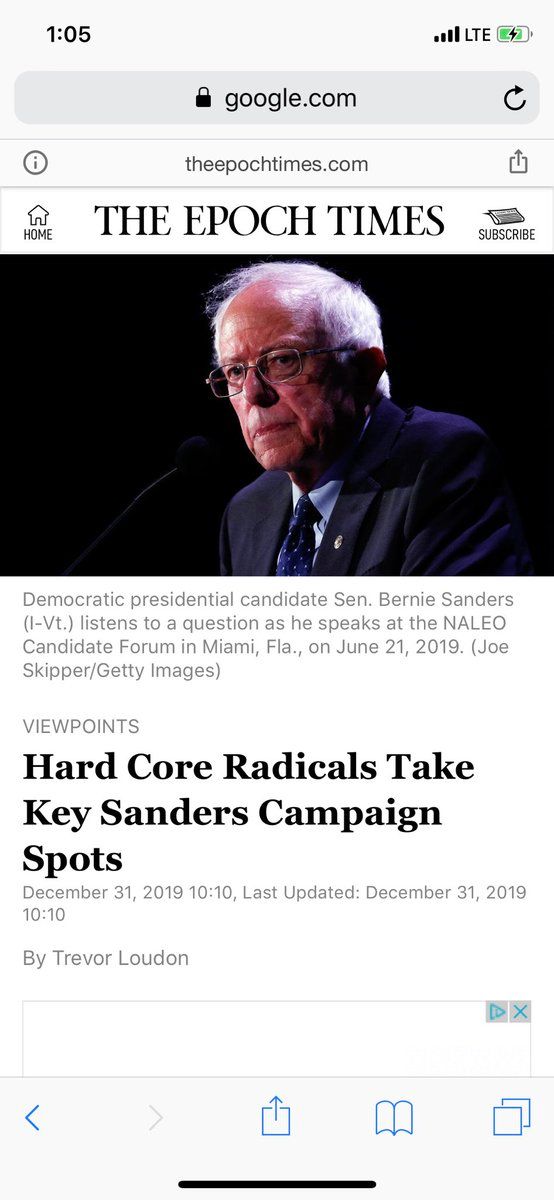 1:05 LTE
google.com
theepochtimes.com
HOME THE EPOCH TIMES SUBSCRIBE
Democratic presidential candidate Sen. Bernie Sanders
(I-Vt.) listens to a question as he speaks at the NALEO
Candidate Forum in Miami, Fla., on June 21, 2019. (Joe
Skipper/Getty Images)
VIEWPOINTS
Hard Core Radicals Take
Key Sanders Campaign
Spots
December 31, 2019 10:10, Last Updated: December 31, 2019
10:10
By Trevor Loudon